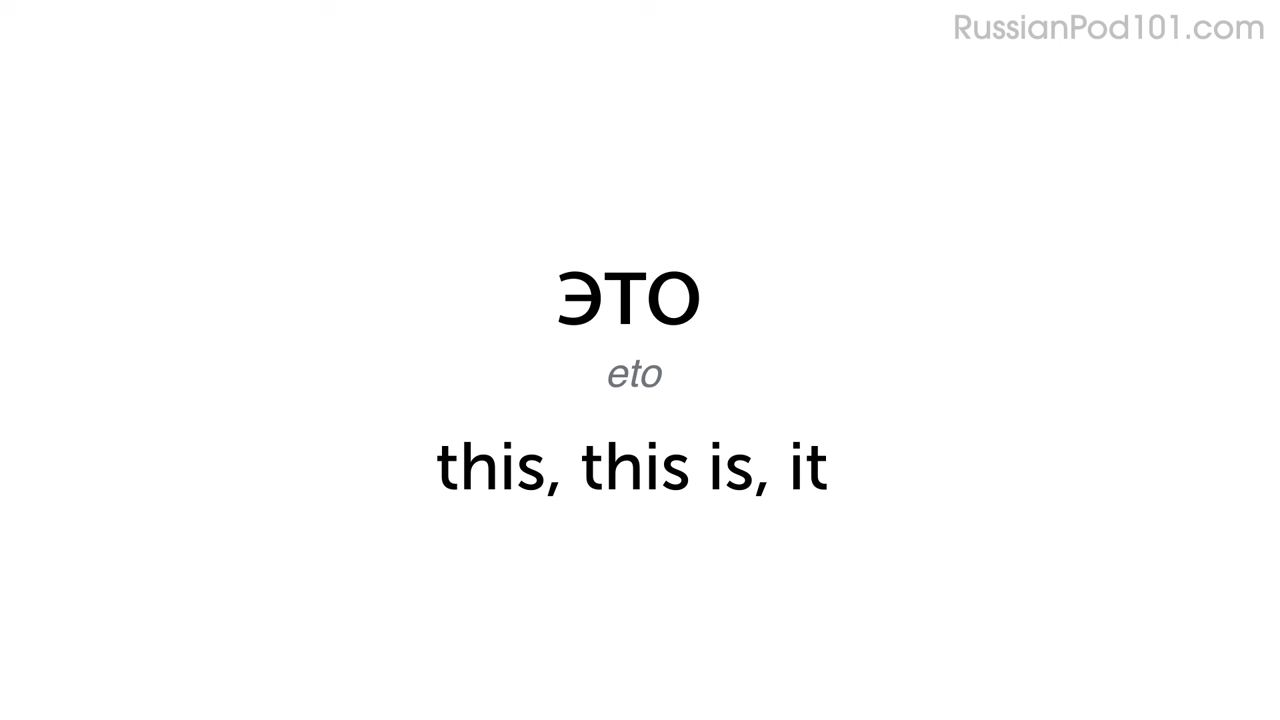 RussianPod101.com
это
eto
this, this is, it